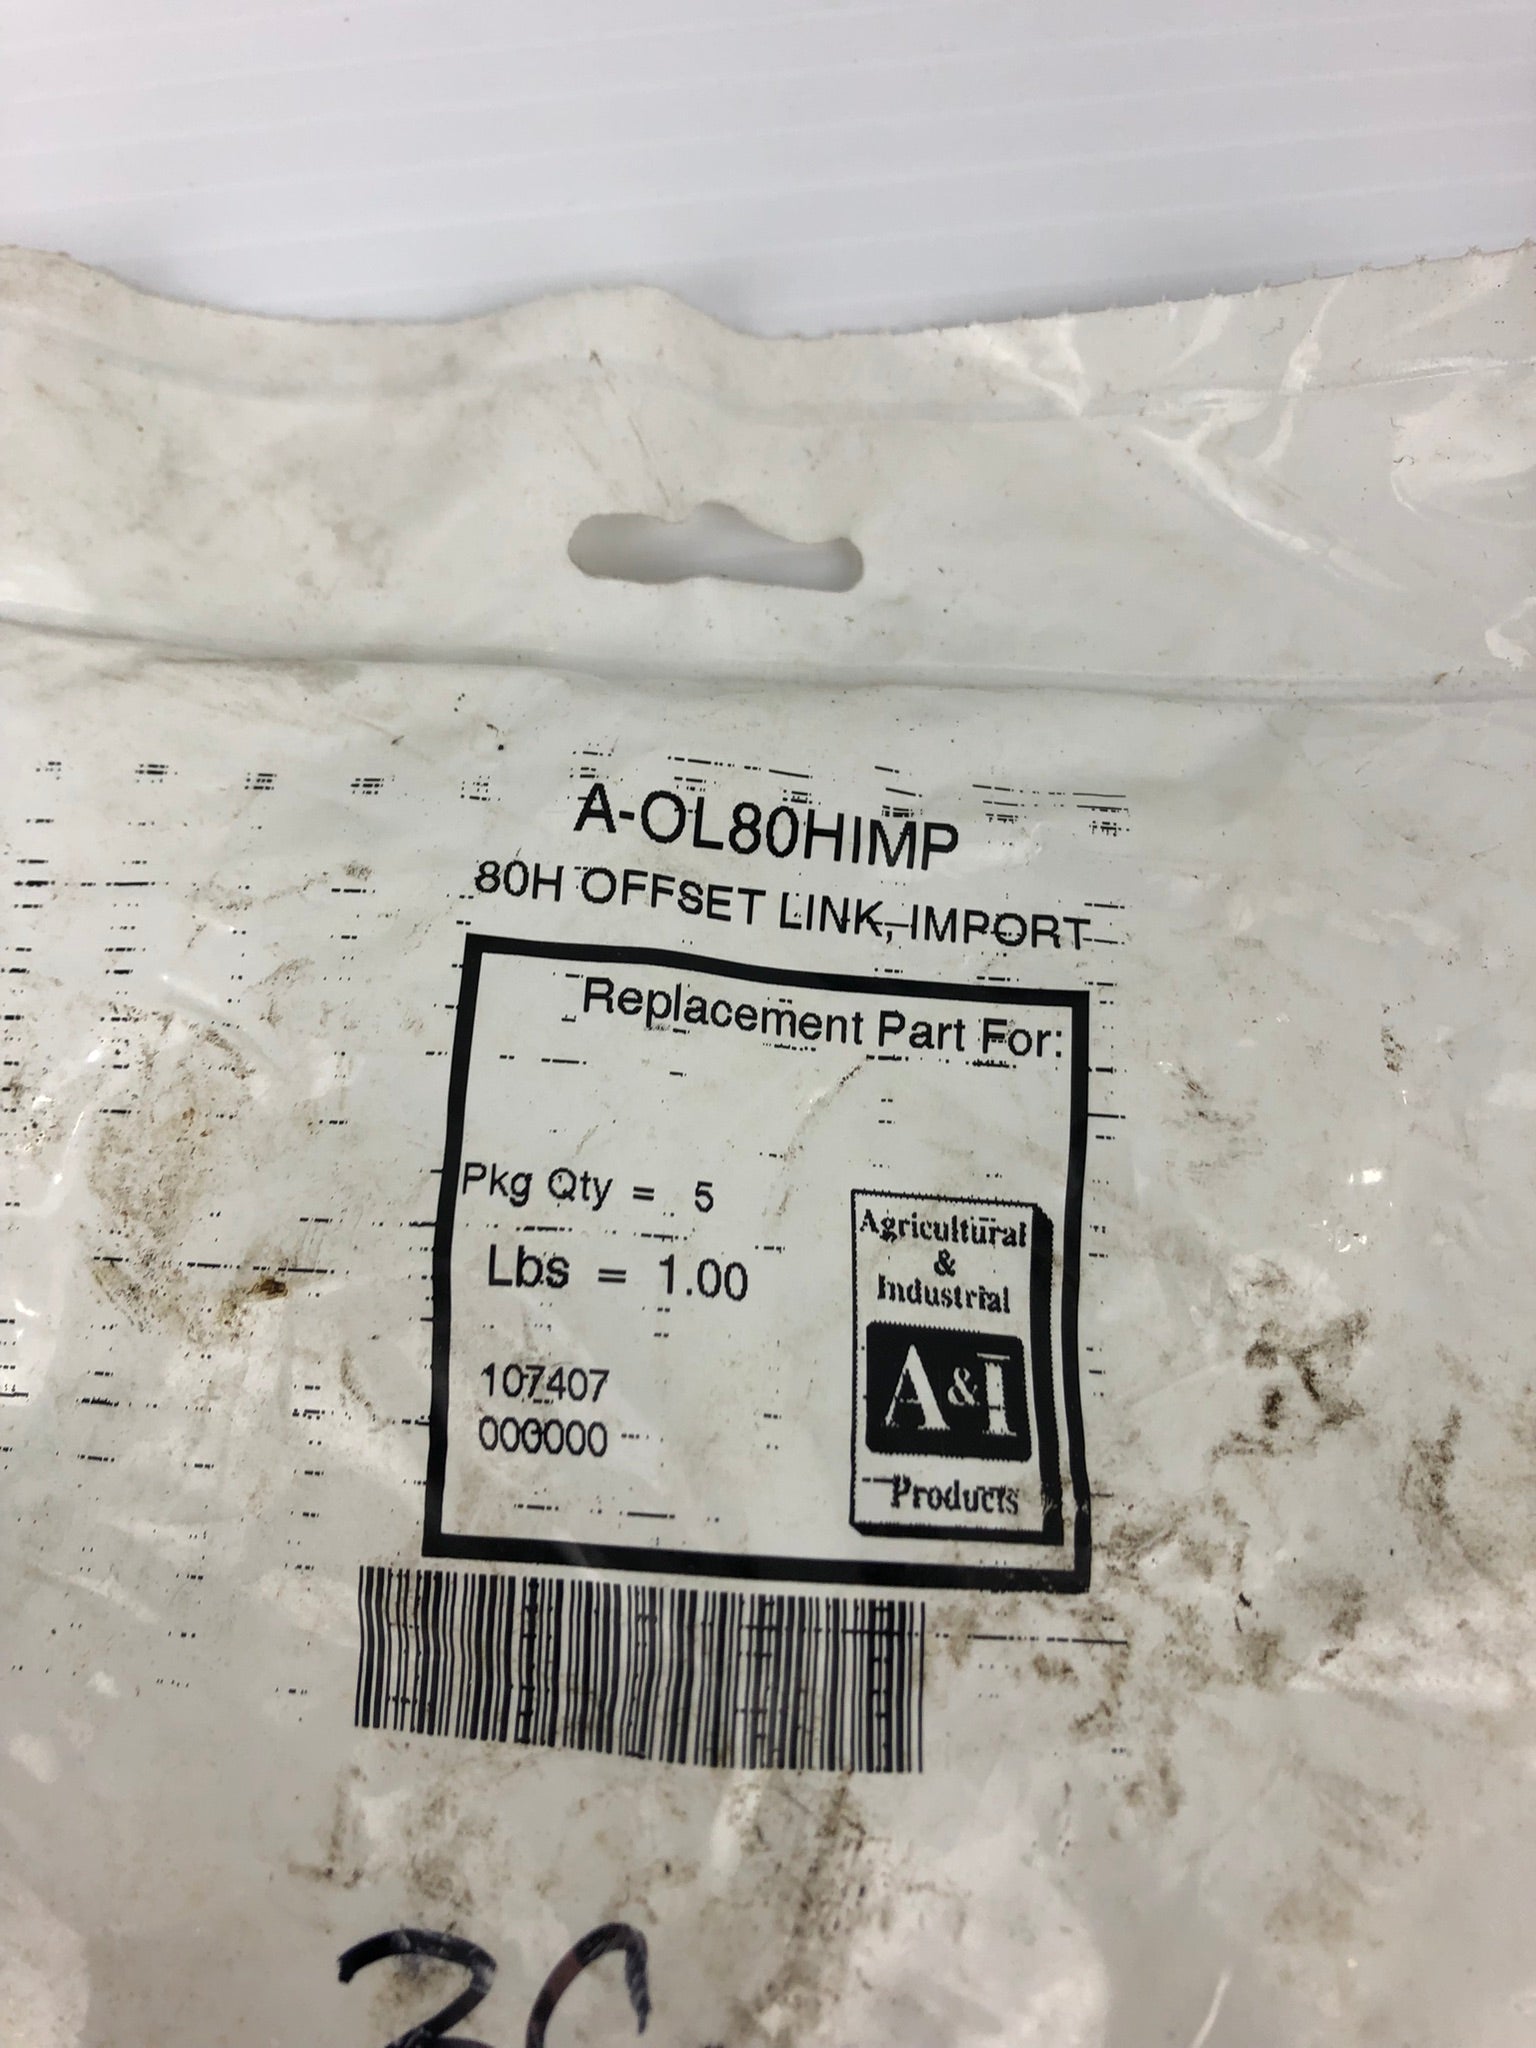 A-OL80HIMP
80H OFFSET LINK, IMPORT
Replacement Part For:
Pkg Qty = 5
Lbs = 1.00
107407
000000
Agricultural
&
Industrial
A&I
Products